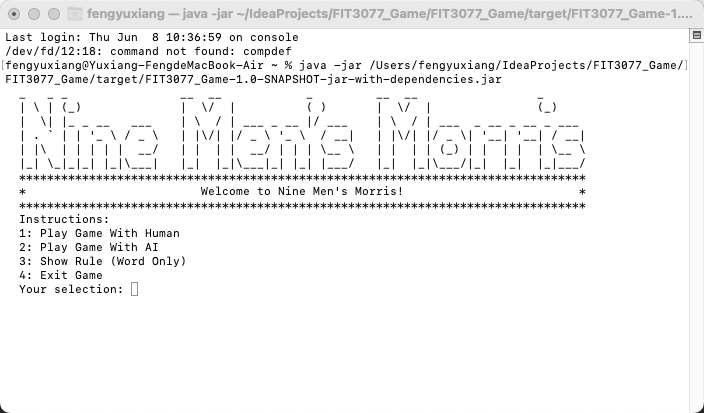 fengyuxiang — java -jar ~/IdeaProjects/FIT3077_Game/FIT3077_Game/target/FIT3077_Game-1....
Last login: Thu Jun  8 10:36:59 on console
/dev/fd/12:18: command not found: compdef
[fengyuxiang@Yuxiang-FengdeMacBook-Air ~ % java -jar /Users/fengyuxiang/IdeaProjects/FIT3077_Game/]
FIT3077_Game/target/FIT3077_Game-1.0-SNAPSHOT-jar-with-dependencies.jar
Nine Men's Morris
*********************************************************************************
* Welcome to Nine Men's Morris! *
*********************************************************************************
Instructions:
1: Play Game With Human
2: Play Game With AI
3: Show Rule (Word Only)
4: Exit Game
Your selection: